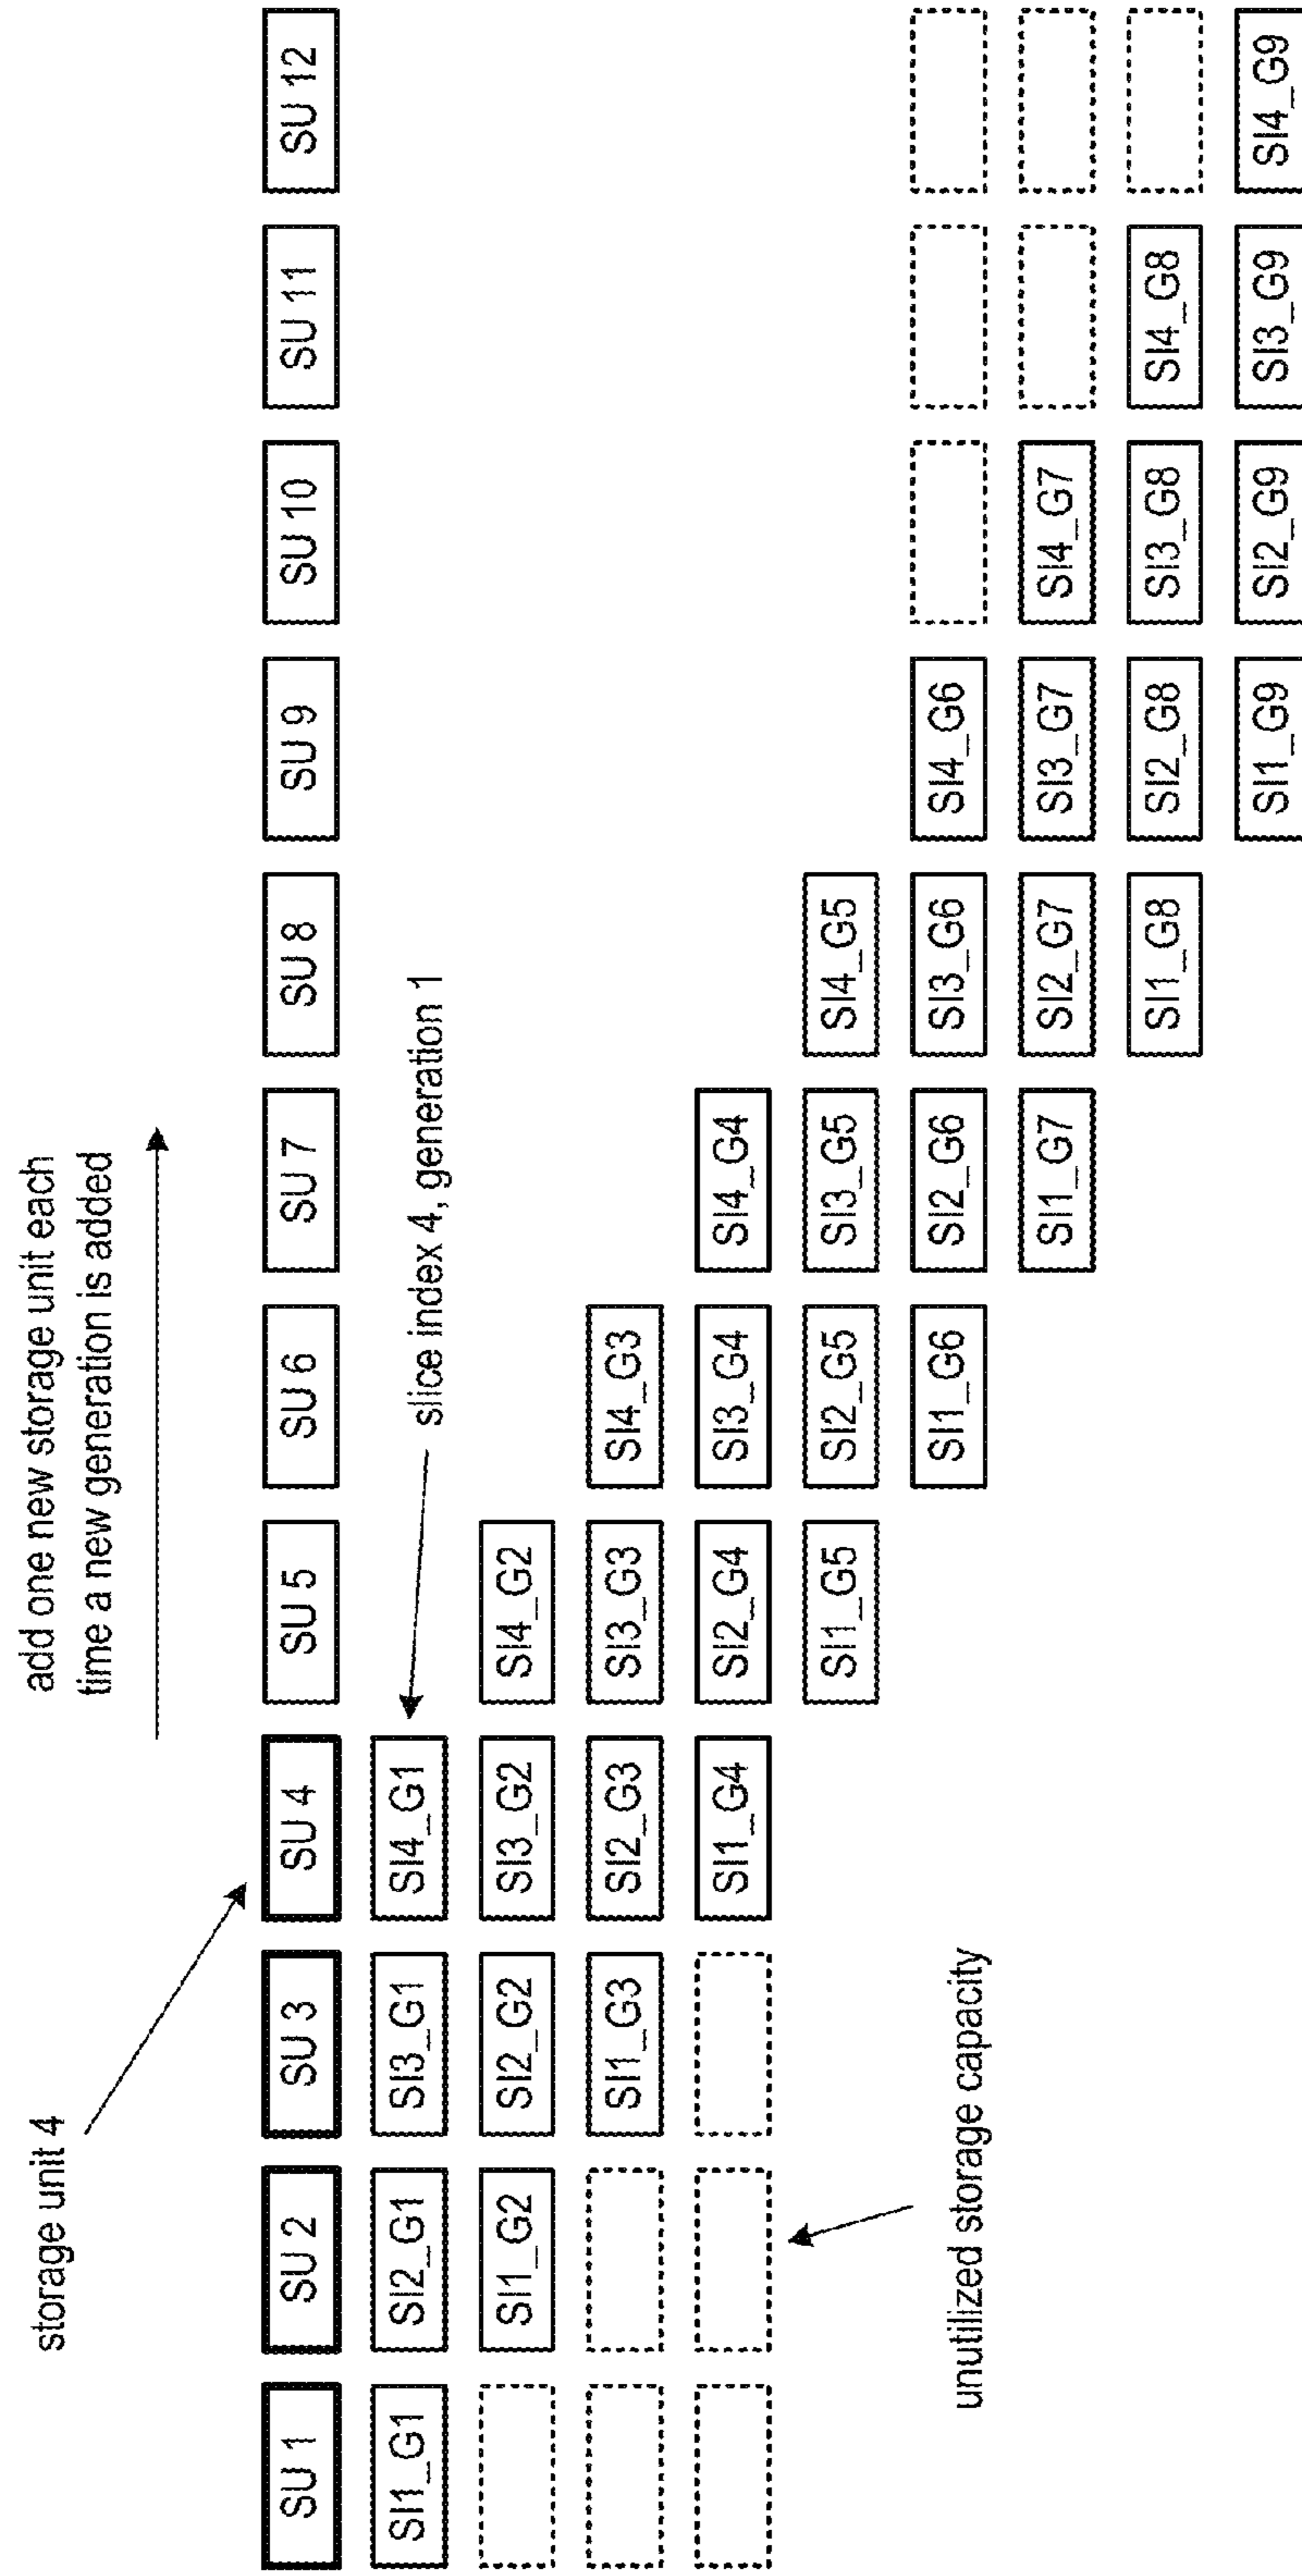 add one new storage unit each
time a new generation is added
storage unit 4
SU 1 SU 2 SU 3 SU 4 SU 5 SU 6 SU 7 SU 8 SU 9 SU 10 SU 11 SU 12
slice index 4, generation 1
SI1_G1 SI2_G1 SI3_G1 SI4_G1
SI1_G2 SI2_G2 SI3_G2 SI4_G2
SI1_G3 SI2_G3 SI3_G3 SI4_G3
SI1_G4 SI2_G4 SI3_G4 SI4_G4
SI1_G5 SI2_G5 SI3_G5 SI4_G5
SI1_G6 SI2_G6 SI3_G6 SI4_G6
SI1_G7 SI2_G7 SI3_G7 SI4_G7
SI1_G8 SI2_G8 SI3_G8 SI4_G8
SI1_G9 SI2_G9 SI3_G9 SI4_G9
unutilized storage capacity